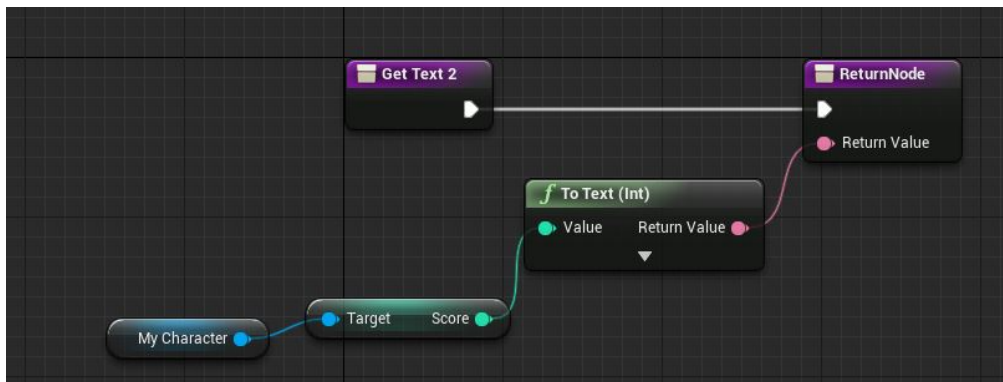 Get Text 2
ReturnNode
Return Value
To Text (Int)
Value Return Value
Target Score
My Character